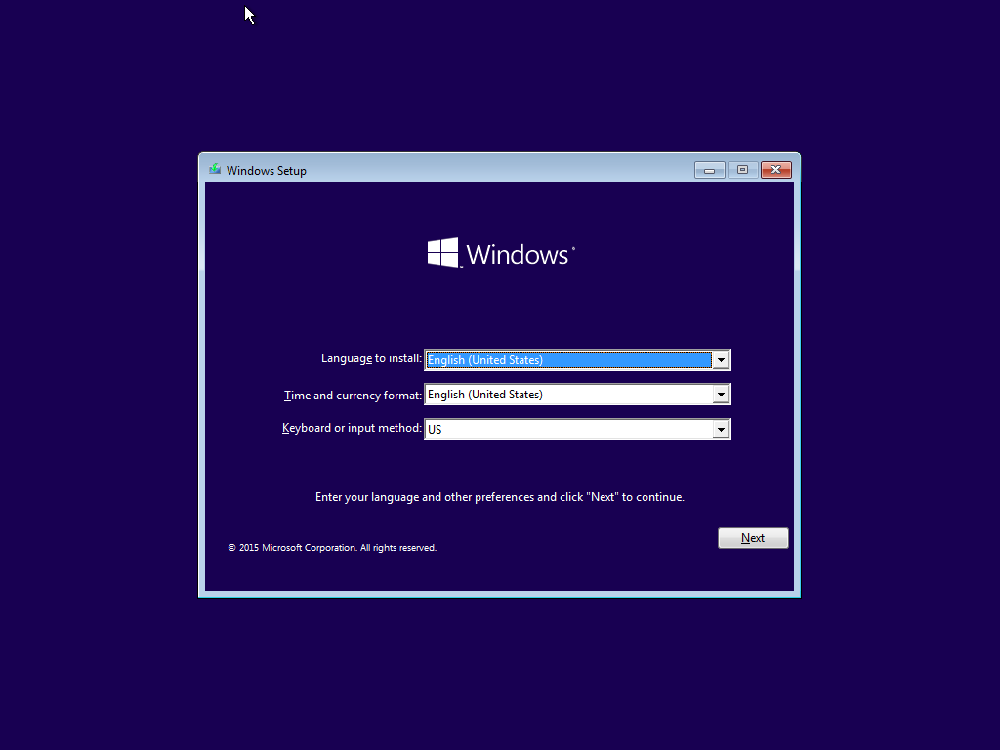 Windows Setup
Windows
Language to install: English (United States)
Time and currency format: English (United States)
Keyboard or input method: US
Enter your language and other preferences and click "Next" to continue.
Next
© 2015 Microsoft Corporation. All rights reserved.